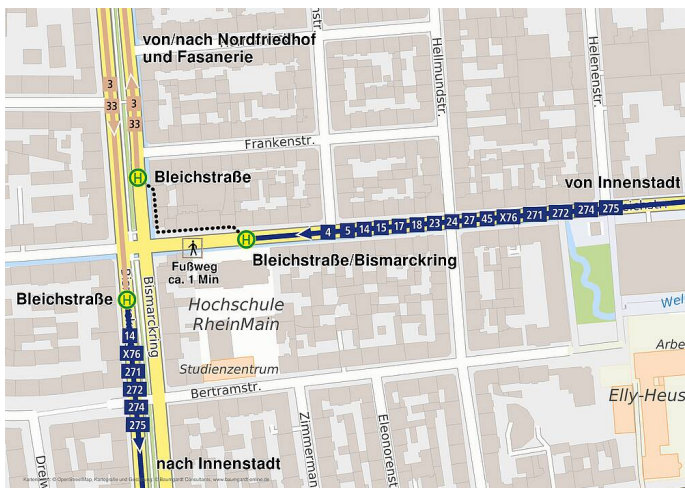 von/nach Nordfriedhof
und Fasanerie
Hellmundstr.
Helenenstr.
3
33
3
33
Frankenstr.
H
Bleichstraße
von Innenstadt
4 5 14 15 17 18 23 24 27 45 X76 271 272 274 275
H
Bleichstraße/Bismarckring
Fußweg
ca. 1 Min
Bleichstraße
H
Bismarckring
Hochschule
RheinMain
Studienzentrum
14
X76
271
272
274
275
Bertramstr.
Elly-Heus
nach Innenstadt